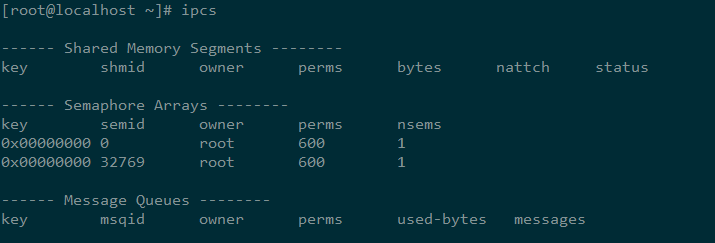 [root@localhost ~]# ipcs
------ Shared Memory Segments --------
key        shmid      owner      perms      bytes      nattch     status
------ Semaphore Arrays --------
key        semid      owner      perms      nsems
0x00000000 0          root       600        1
0x00000000 32769      root       600        1
------ Message Queues --------
key        msqid      owner      perms      used-bytes   messages